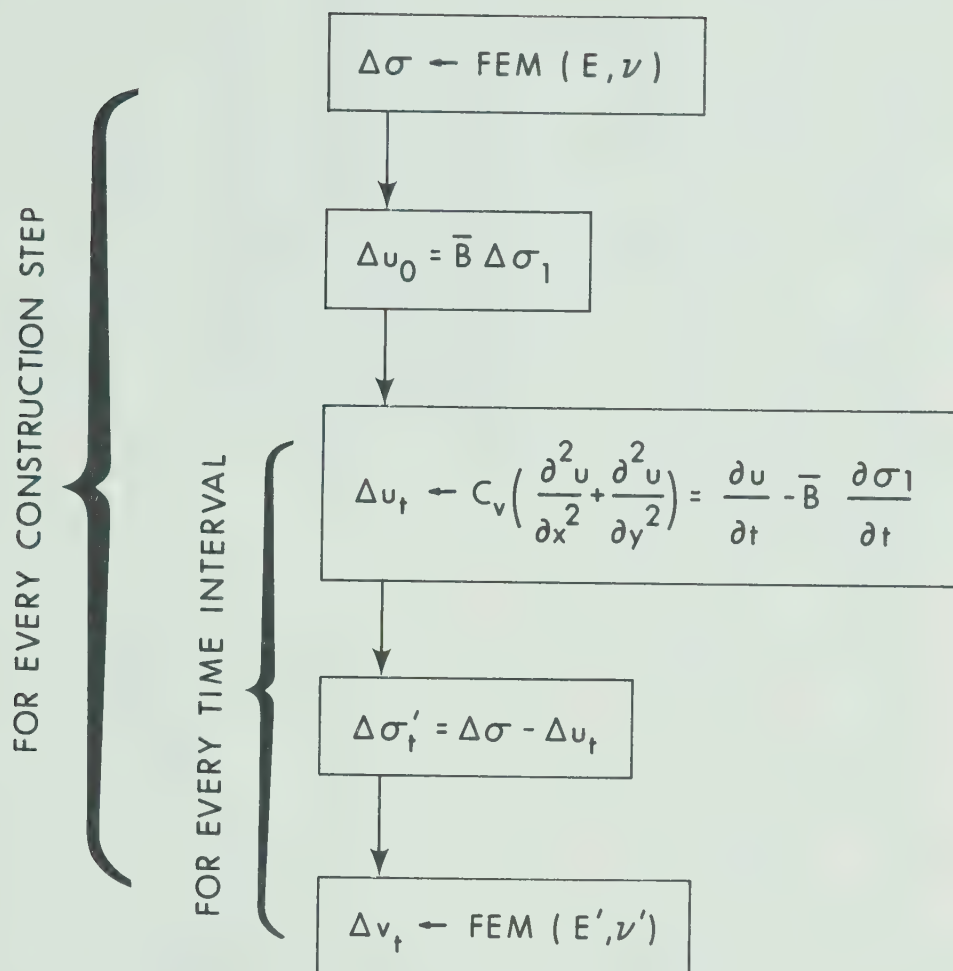 FOR EVERY CONSTRUCTION STEP
FOR EVERY TIME INTERVAL
Δσ ← FEM ( E, ν )
Δu₀ = B̅ Δσ₁
Δuₜ ← Cᵥ( ∂²u/∂x² + ∂²u/∂y² ) = ∂u/∂t - B̅ ∂σ₁/∂t
Δσₜ′ = Δσ - Δuₜ
Δvₜ ← FEM ( E′, ν′ )